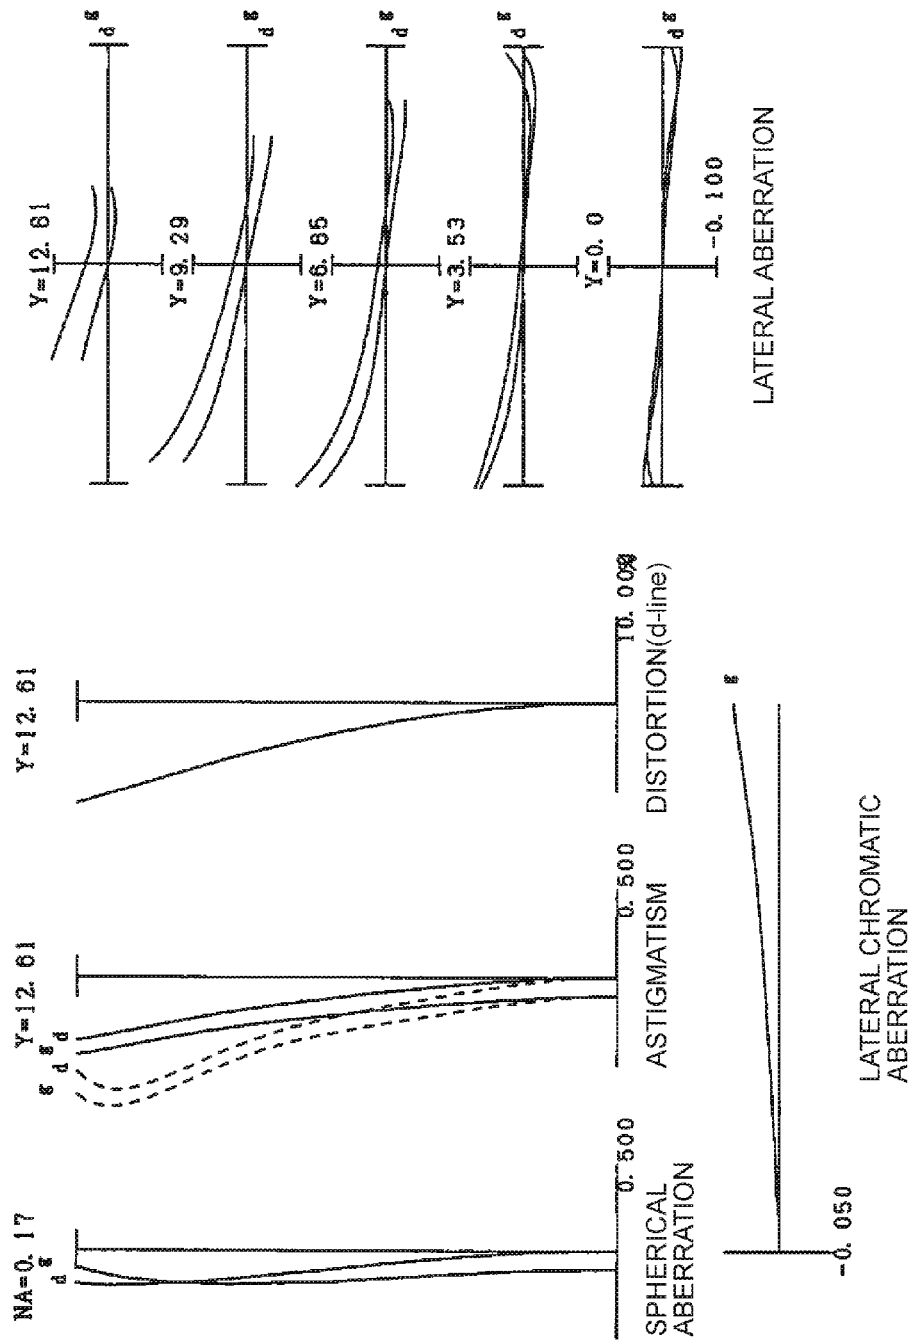 NA=0. 17
d
g
0. 500
SPHERICAL
ABERRATION
Y=12. 61
g
d
g
d
0. 500
ASTIGMATISM
Y=12. 61
10. 00%
DISTORTION(d-line)
g
-0. 050
LATERAL CHROMATIC
ABERRATION
Y=12. 61
d
g
Y=9. 29
d
g
Y=6. 85
d
g
Y=3. 53
d
g
Y=0. 0
d
g
-0. 100
LATERAL ABERRATION